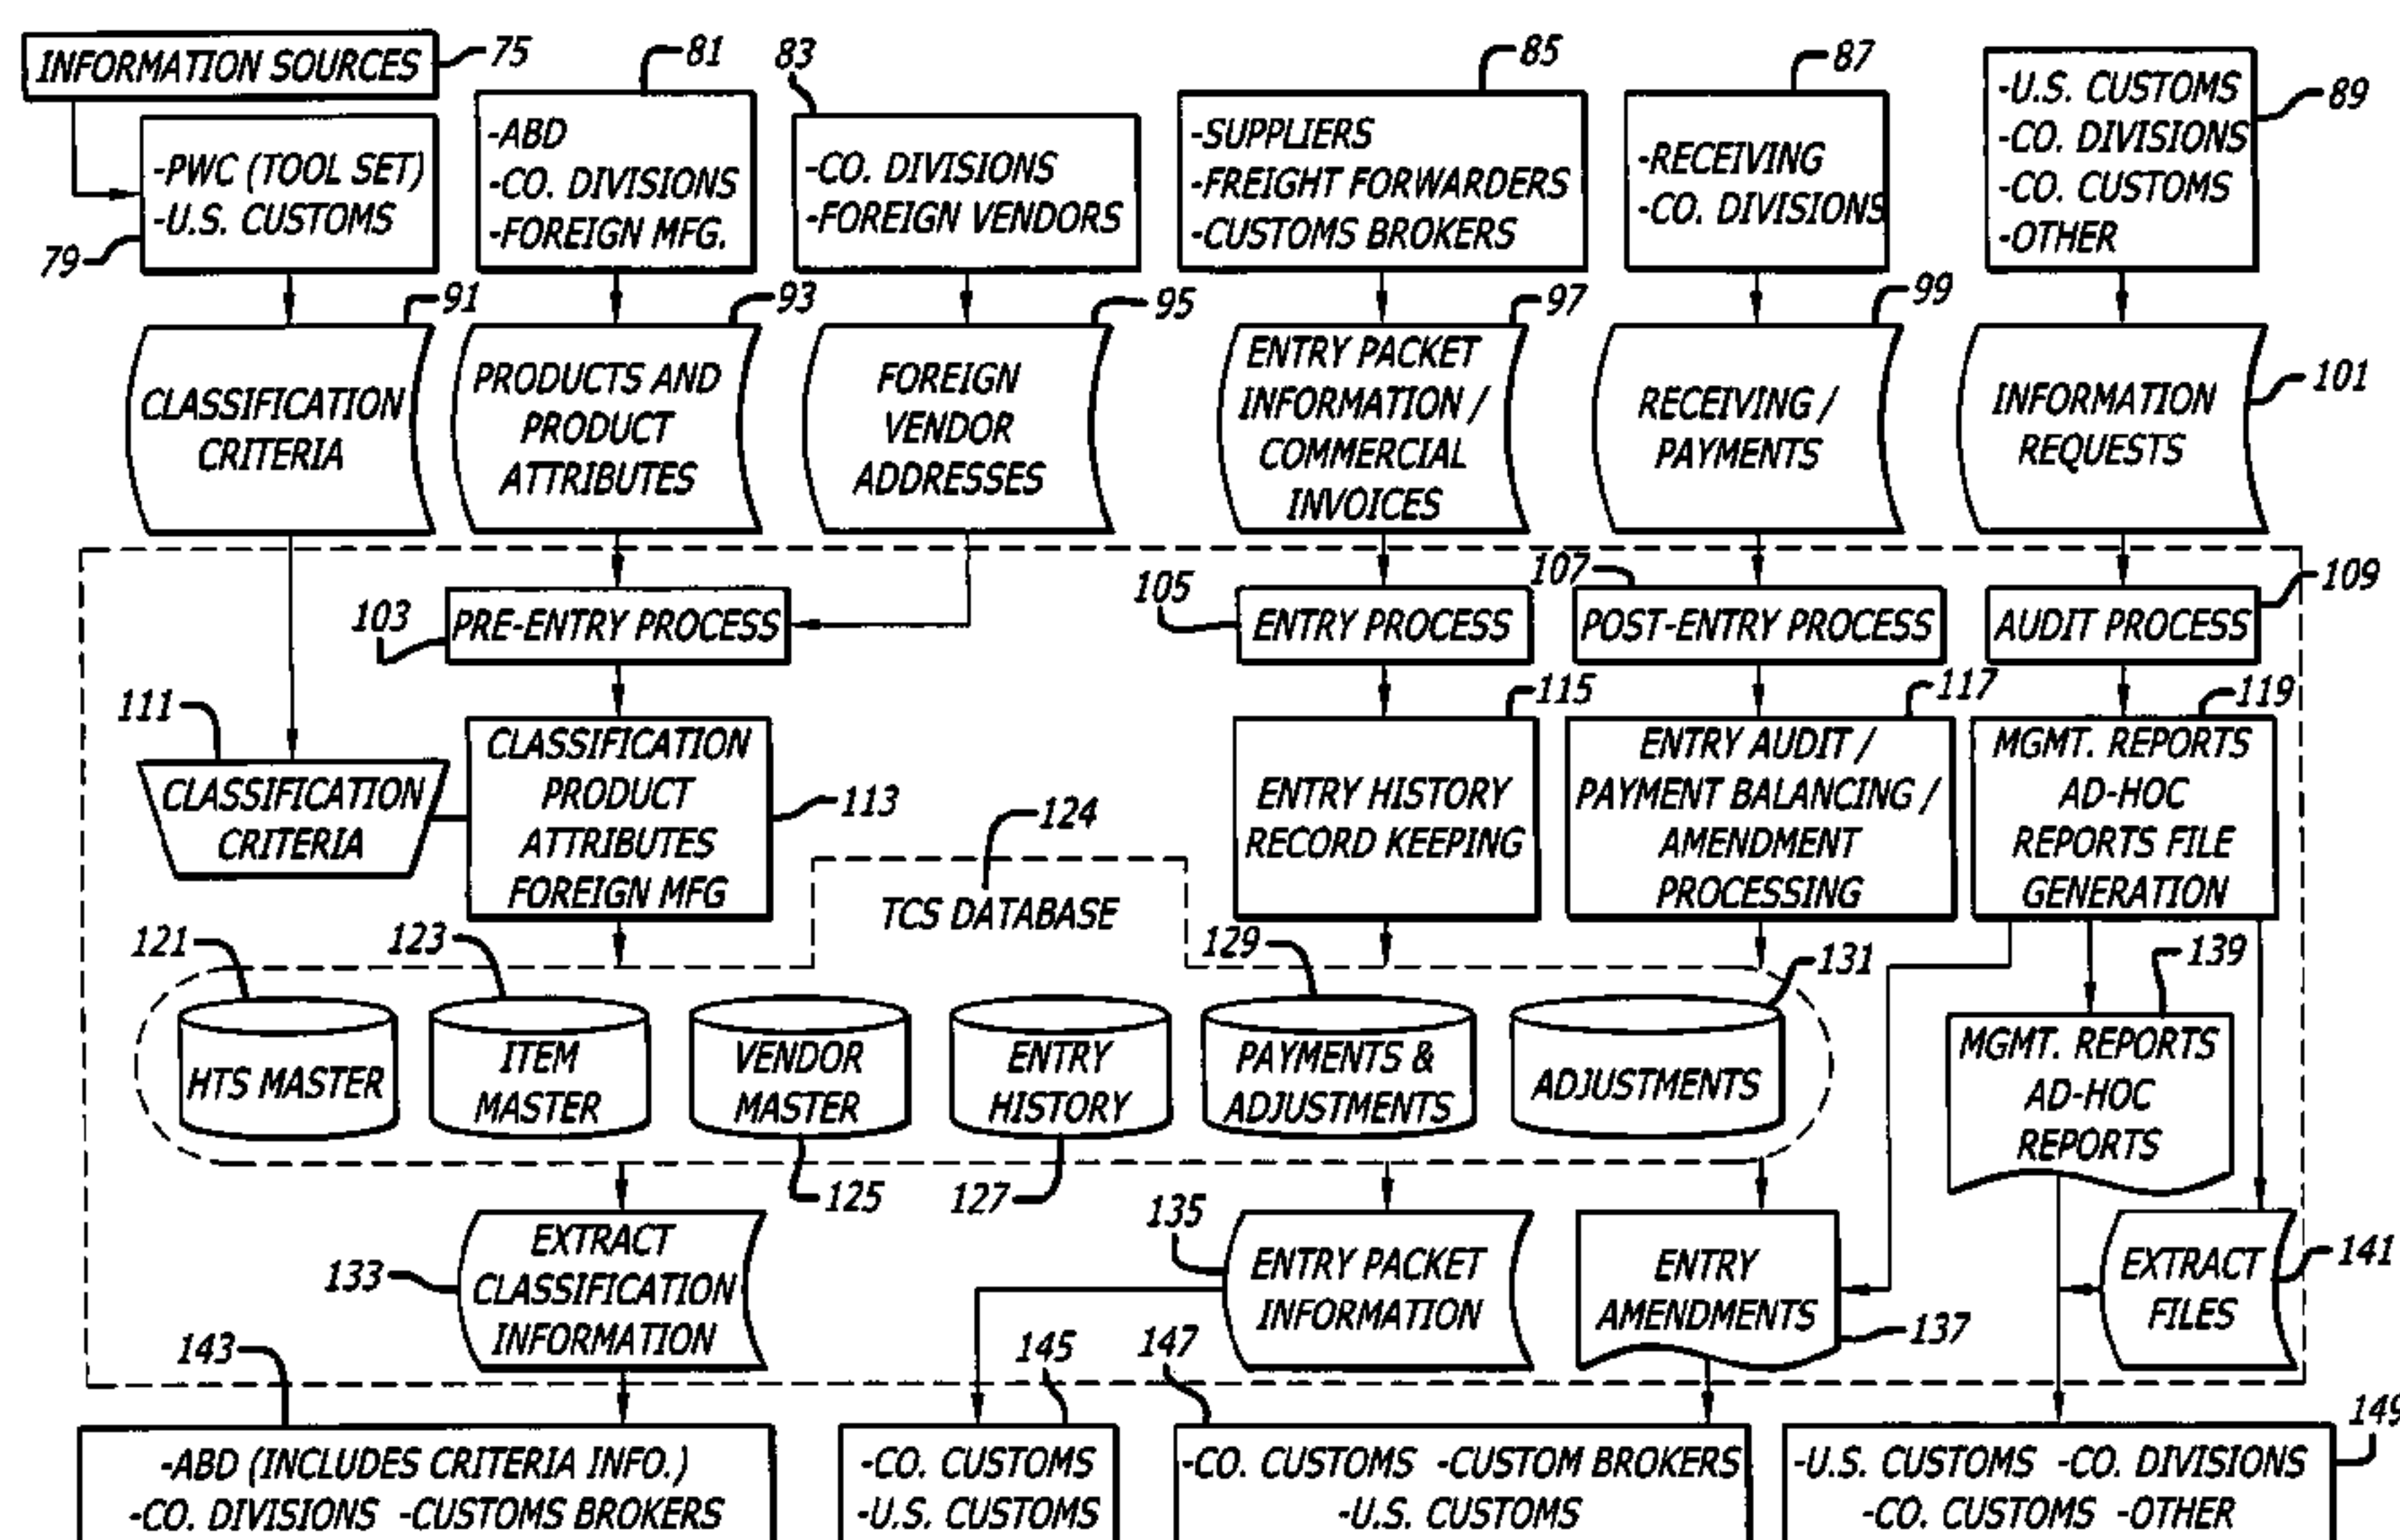 INFORMATION SOURCES
75
-PWC (TOOL SET)
-U.S. CUSTOMS
79
81
-ABD
-CO. DIVISIONS
-FOREIGN MFG.
83
-CO. DIVISIONS
-FOREIGN VENDORS
85
-SUPPLIERS
-FREIGHT FORWARDERS
-CUSTOMS BROKERS
87
-RECEIVING
-CO. DIVISIONS
-U.S. CUSTOMS
-CO. DIVISIONS
-CO. CUSTOMS
-OTHER
89
91
CLASSIFICATION
CRITERIA
93
PRODUCTS AND
PRODUCT
ATTRIBUTES
95
FOREIGN
VENDOR
ADDRESSES
97
ENTRY PACKET
INFORMATION /
COMMERCIAL
INVOICES
99
RECEIVING /
PAYMENTS
101
INFORMATION
REQUESTS
103
PRE-ENTRY PROCESS
105
ENTRY PROCESS
107
POST-ENTRY PROCESS
109
AUDIT PROCESS
111
CLASSIFICATION
CRITERIA
CLASSIFICATION
PRODUCT
ATTRIBUTES
FOREIGN MFG
113
115
ENTRY HISTORY
RECORD KEEPING
117
ENTRY AUDIT /
PAYMENT BALANCING /
AMENDMENT
PROCESSING
119
MGMT. REPORTS
AD-HOC
REPORTS FILE
GENERATION
124
TCS DATABASE
121
HTS MASTER
123
ITEM
MASTER
VENDOR
MASTER
125
ENTRY
HISTORY
127
129
PAYMENTS &
ADJUSTMENTS
131
ADJUSTMENTS
139
MGMT. REPORTS
AD-HOC
REPORTS
133
EXTRACT
CLASSIFICATION
INFORMATION
135
ENTRY PACKET
INFORMATION
ENTRY
AMENDMENTS
137
EXTRACT
FILES
141
143
-ABD (INCLUDES CRITERIA INFO.)
-CO. DIVISIONS -CUSTOMS BROKERS
145
-CO. CUSTOMS
-U.S. CUSTOMS
147
-CO. CUSTOMS -CUSTOM BROKERS
-U.S. CUSTOMS
149
-U.S. CUSTOMS -CO. DIVISIONS
-CO. CUSTOMS -OTHER